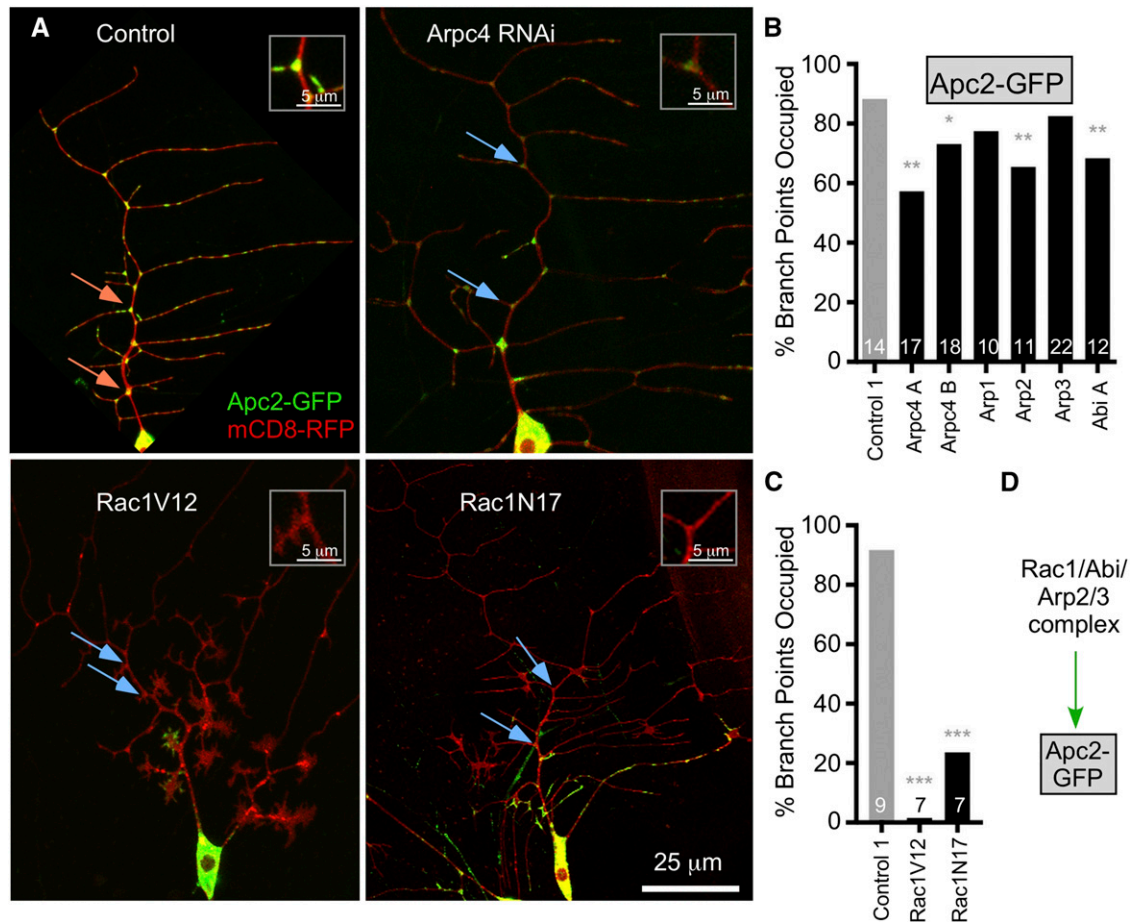 A
Control
5 μm
Arpc4 RNAi
5 μm
Apc2-GFP
mCD8-RFP
Rac1V12
5 μm
Rac1N17
5 μm
25 μm
B
Apc2-GFP
% Branch Points Occupied
100
80
60
40
20
0
**
*
**
**
14
17
18
10
11
22
12
Control 1
Arpc4 A
Arpc4 B
Arp1
Arp2
Arp3
Abi A
C
% Branch Points Occupied
100
80
60
40
20
0
***
***
9
7
7
Control 1
Rac1V12
Rac1N17
D
Rac1/Abi/
Arp2/3
complex
Apc2-
GFP